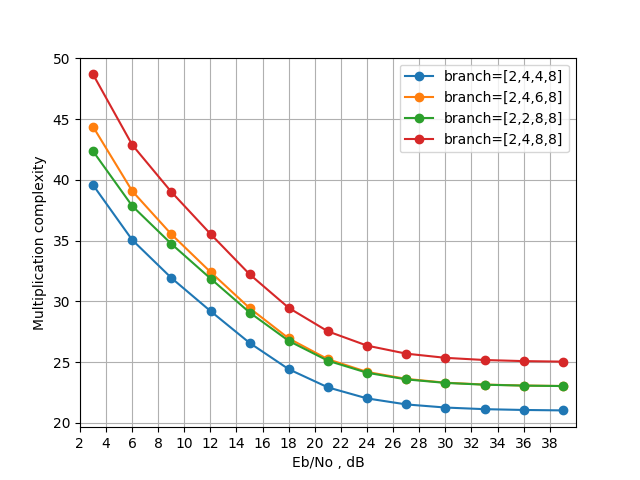 50
45
40
35
30
25
20
Multiplication complexity
branch=[2,4,4,8]
branch=[2,4,6,8]
branch=[2,2,8,8]
branch=[2,4,8,8]
2 4 6 8 10 12 14 16 18 20 22 24 26 28 30 32 34 36 38
Eb/No , dB